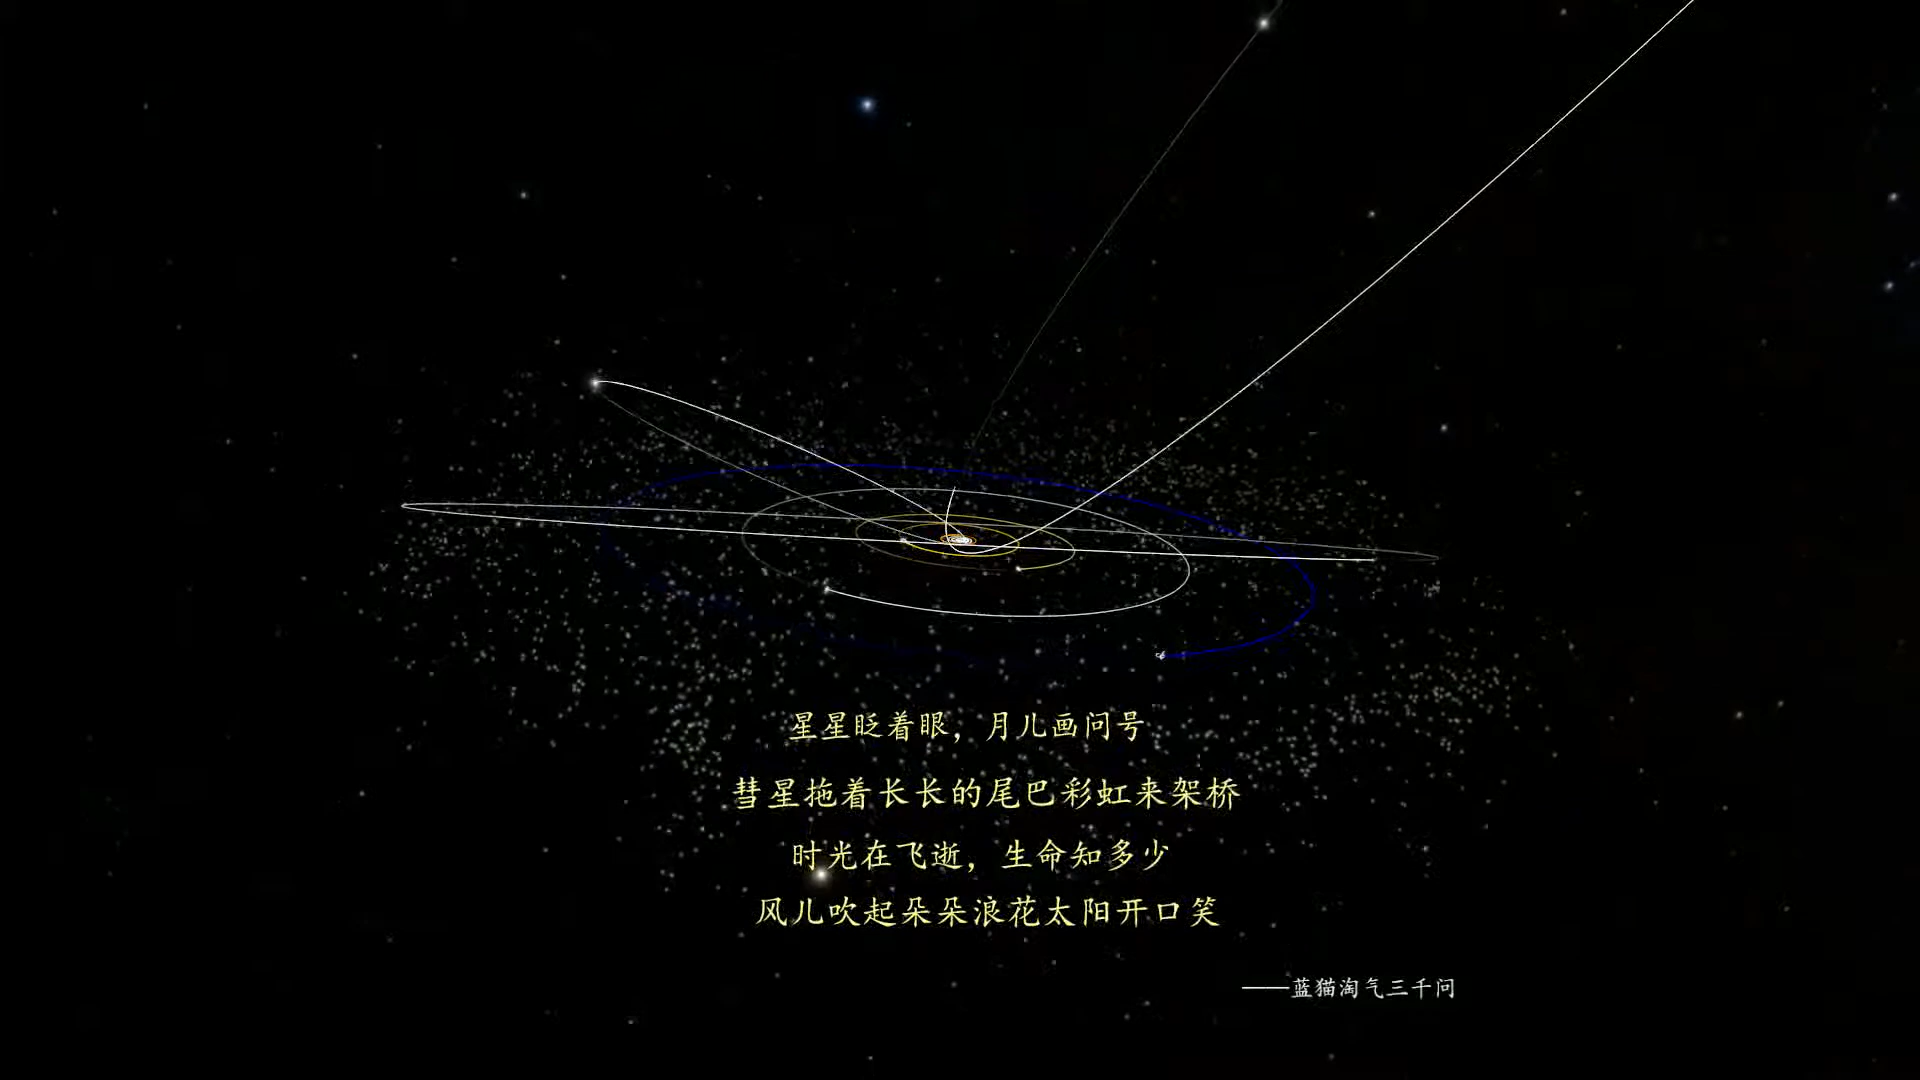 星星眨着眼，月儿画问号
彗星拖着长长的尾巴彩虹来架桥
时光在飞逝，生命知多少
风儿吹起朵朵浪花太阳开口笑
——蓝猫淘气三千问